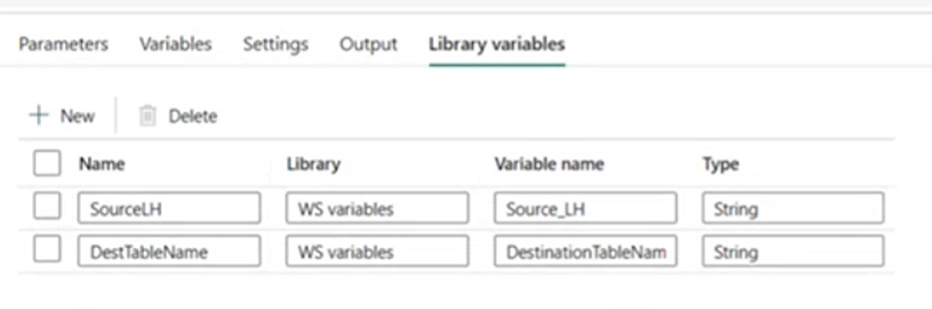 Parameters Variables Settings Output Library variables
New Delete
Name Library Variable name Type
SourceLH WS variables Source_LH String
DestTableName WS variables DestinationTableNam String